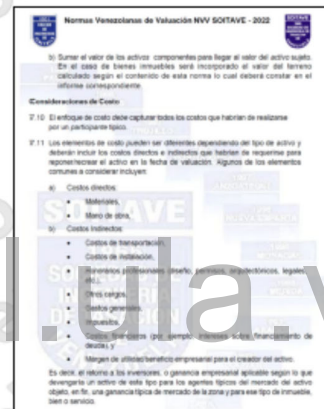 Normas Venezolanas de Valuación NVV SOITAVE - 2022
b) Sumar el valor de los activos componentes para llegar al valor del activo sujeto.
En el caso de bienes inmuebles será incorporado el valor del terreno
calculado según el contenido de esta norma lo cual deberá constar en el
informe correspondiente.
Consideraciones de Costo
7.10 El enfoque de costo debe capturar todos los costos que habrían de realizarse
por un participante típico.
7.11 Los elementos de costo pueden ser diferentes dependiendo del tipo de activo y
deberán incluir los costos directos e indirectos que habrían de requerirse para
reponer/recrear el activo en la fecha de valuación. Algunos de los elementos
comunes a considerar incluyen:
a) Costos directos:
• Materiales,
• Mano de obra,
b) Costos Indirectos:
• Costos de transportación,
• Costos de instalación,
• Honorarios profesionales (diseño, permisos, arquitectónicos, legales,
etc.),
• Otros cargos,
• Gastos generales,
• Impuestos,
• Costos financieros (por ejemplo intereses sobre financiamiento de
deuda), y
• Margen de utilidad/beneficio empresarial para el creador del activo.
Es decir, el retorno a los inversores, o ganancia empresarial aplicable según lo que
devengaría un activo de este tipo para los agentes típicos del mercado del activo
objeto, en fin, una ganancia típica de mercado de la zona y para ese tipo de inmueble,
bien o servicio.
.ula.v